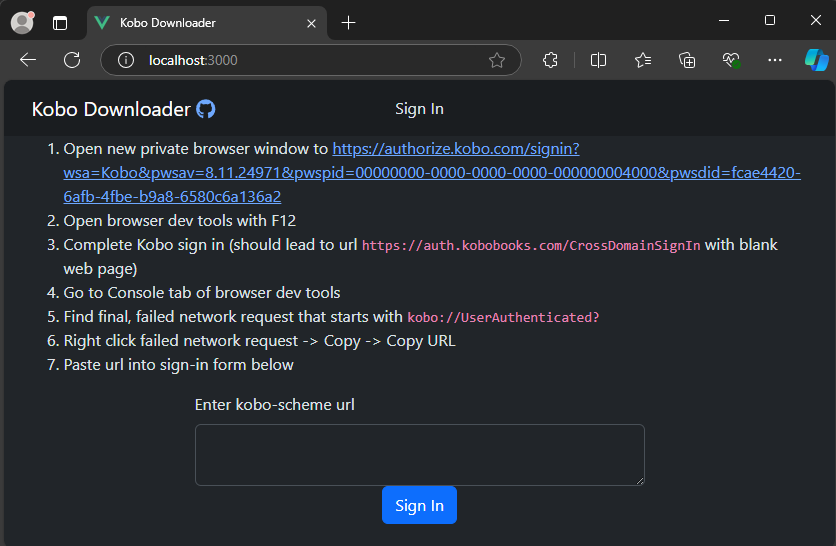 Kobo Downloader
localhost:3000
Kobo Downloader
Sign In
1. Open new private browser window to https://authorize.kobo.com/signin?
wsa=Kobo&pwsav=8.11.24971&pwspid=00000000-0000-0000-0000-000000004000&pwsdid=fcae4420-
6afb-4fbe-b9a8-6580c6a136a2
2. Open browser dev tools with F12
3. Complete Kobo sign in (should lead to url https://auth.kobobooks.com/CrossDomainSignIn with blank
web page)
4. Go to Console tab of browser dev tools
5. Find final, failed network request that starts with kobo://UserAuthenticated?
6. Right click failed network request -> Copy -> Copy URL
7. Paste url into sign-in form below
Enter kobo-scheme url
Sign In